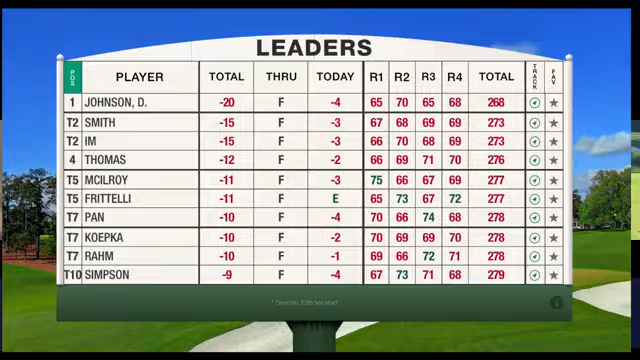 LEADERS
POS PLAYER TOTAL THRU TODAY R1 R2 R3 R4 TOTAL TRACK FAV
1 JOHNSON, D. -20 F -4 65 70 65 68 268
T2 SMITH -15 F -3 67 68 69 69 273
T2 IM -15 F -3 66 70 68 69 273
4 THOMAS -12 F -2 66 69 71 70 276
T5 MCILROY -11 F -3 75 66 67 69 277
T5 FRITTELLI -11 F E 65 73 67 72 277
T7 PAN -10 F -4 70 66 74 68 278
T7 KOEPKA -10 F -2 70 69 69 70 278
T7 RAHM -10 F -1 69 66 72 71 278
T10 SIMPSON -9 F -4 67 73 71 68 279
* Denotes 10th tee start